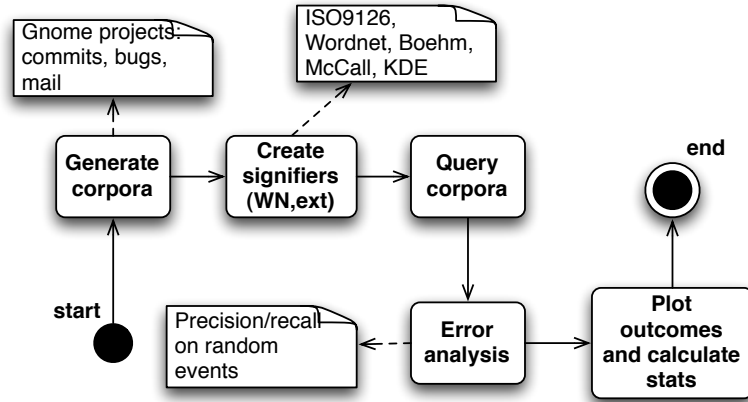 Gnome projects:
commits, bugs,
mail
ISO9126,
Wordnet, Boehm,
McCall, KDE
Generate
corpora
Create
signifiers
(WN,ext)
Query
corpora
end
start
Precision/recall
on random
events
Error
analysis
Plot
outcomes
and calculate
stats